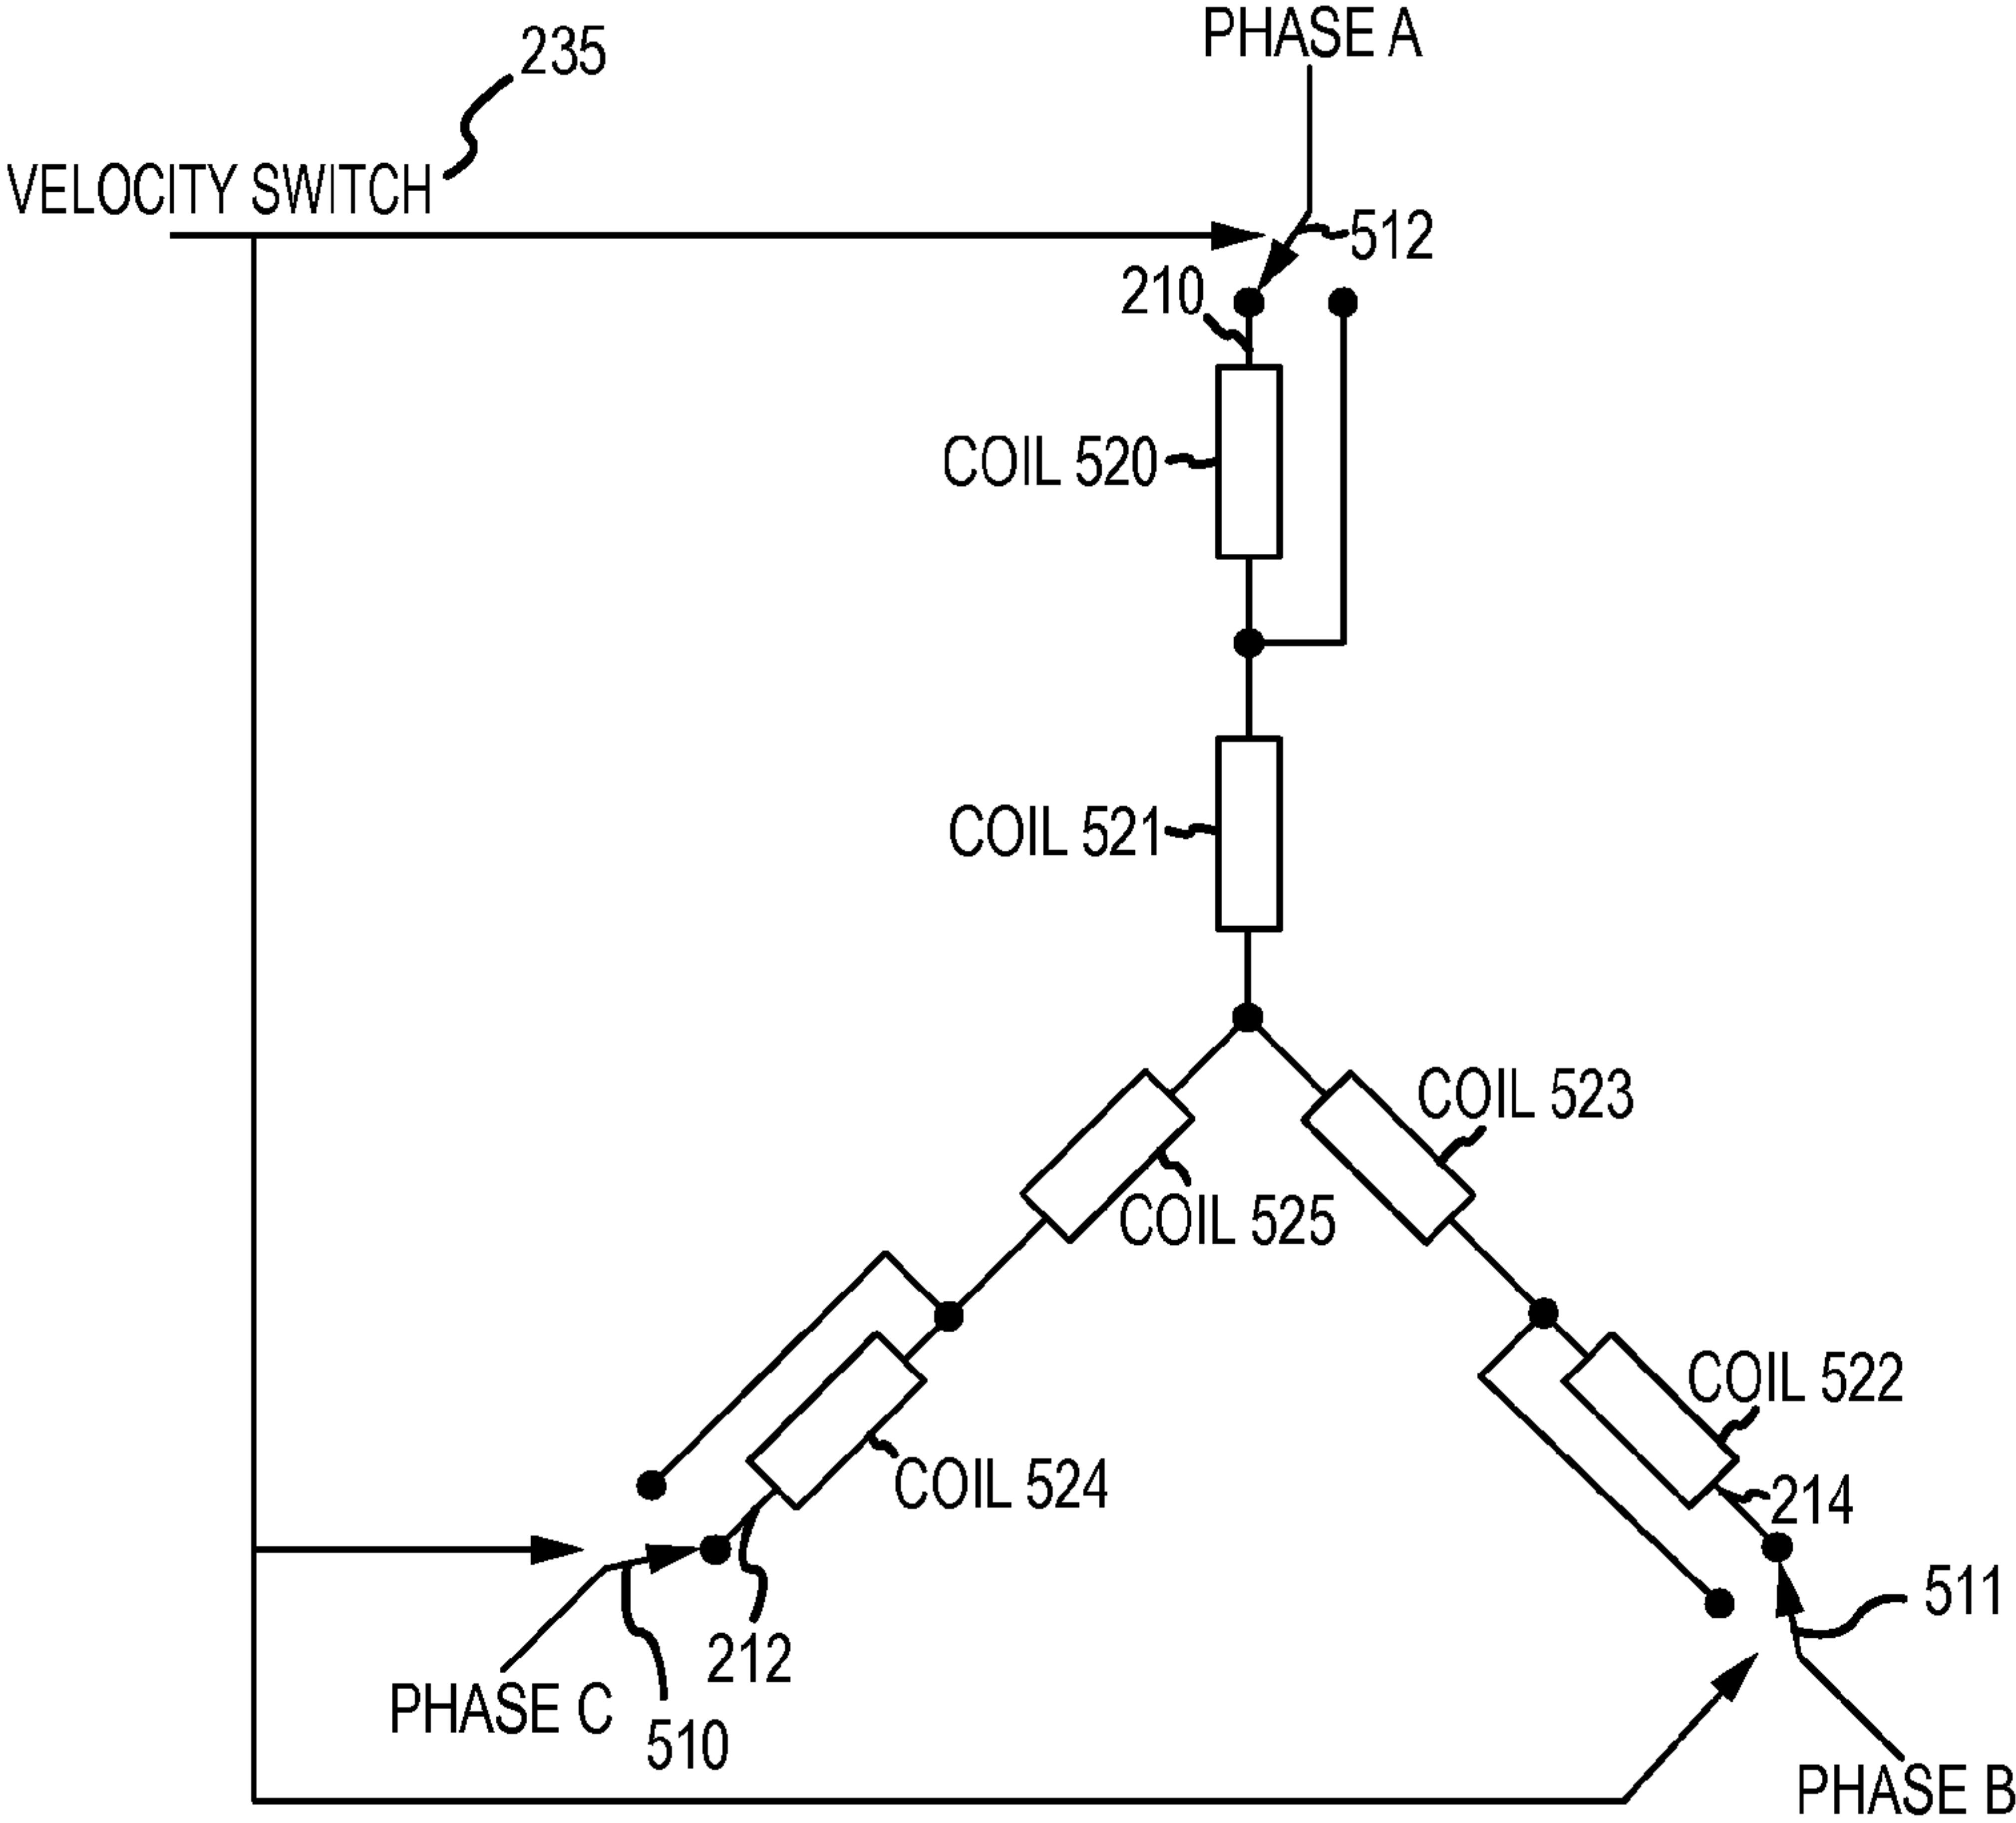 PHASE A
235
VELOCITY SWITCH
512
210
COIL 520
COIL 521
COIL 523
COIL 525
COIL 522
COIL 524
214
511
212
PHASE C
510
PHASE B